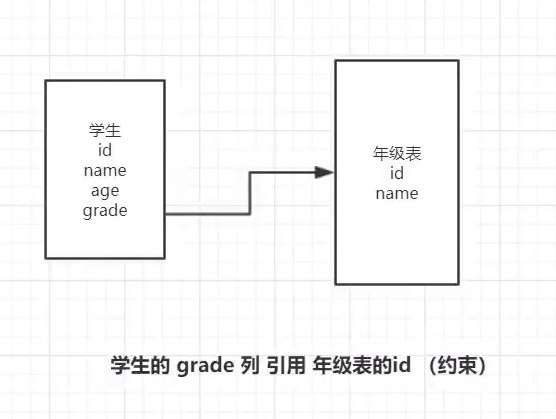 学生
id
name
age
grade
年级表
id
name
学生的 grade 列 引用 年级表的id （约束）